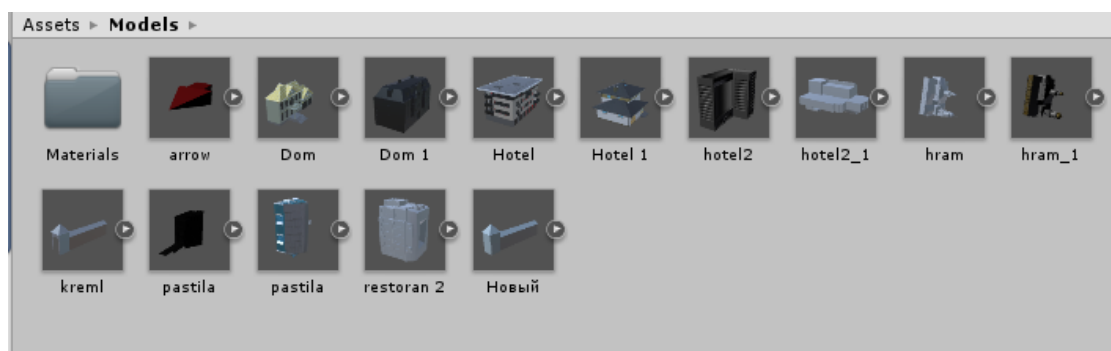 Assets ▸ Models ▸
Materials arrow Dom Dom 1 Hotel Hotel 1 hotel2 hotel2_1 hram hram_1
kreml pastila pastila restoran 2 Новый